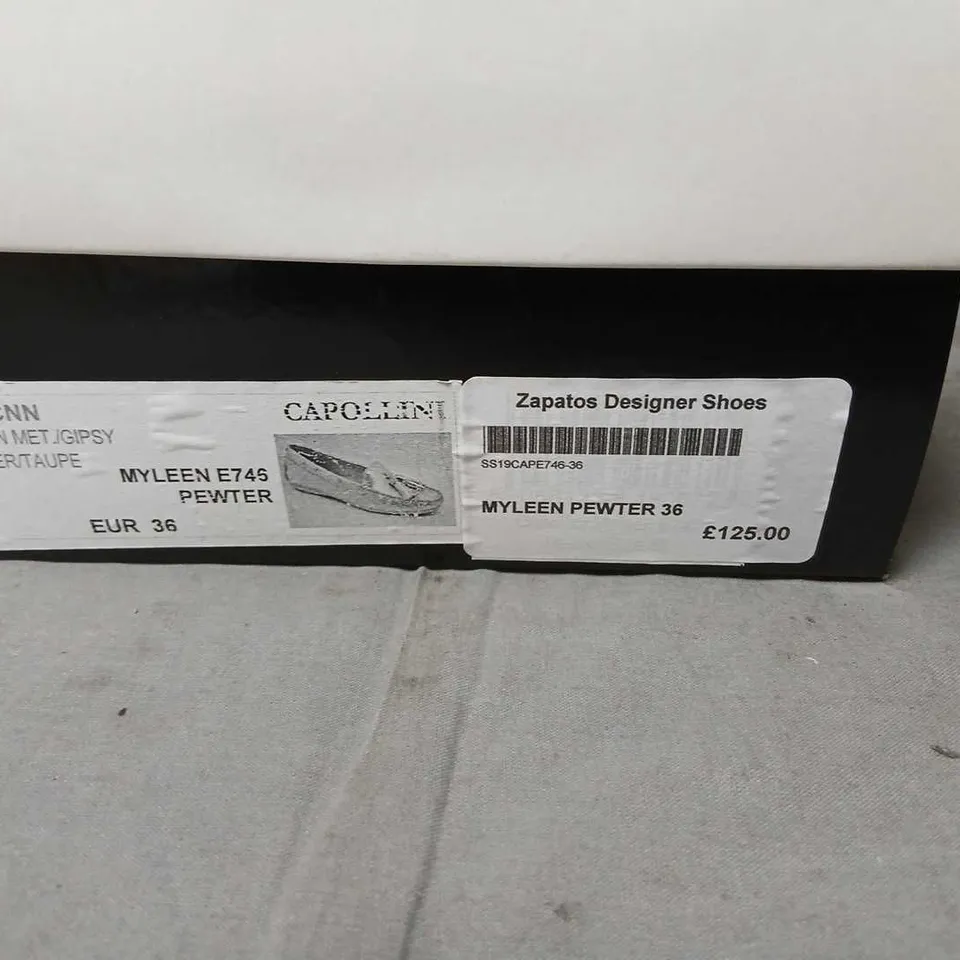 CNN
N MET./GIPSY
ER/TAUPE
MYLEEN E746
PEWTER
EUR 36
CAPOLLINI
Zapatos Designer Shoes
SS19CAPE746-36
MYLEEN PEWTER 36
£125.00